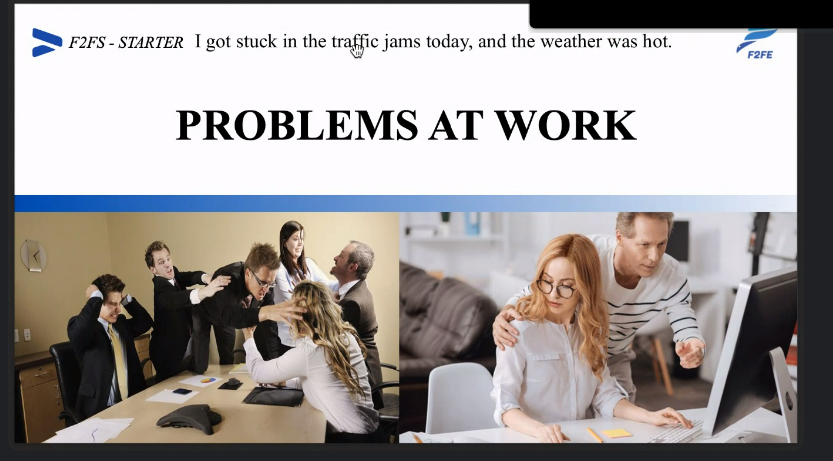 F2FS - STARTER I got stuck in the traffic jams today, and the weather was hot.
F2FE
PROBLEMS AT WORK